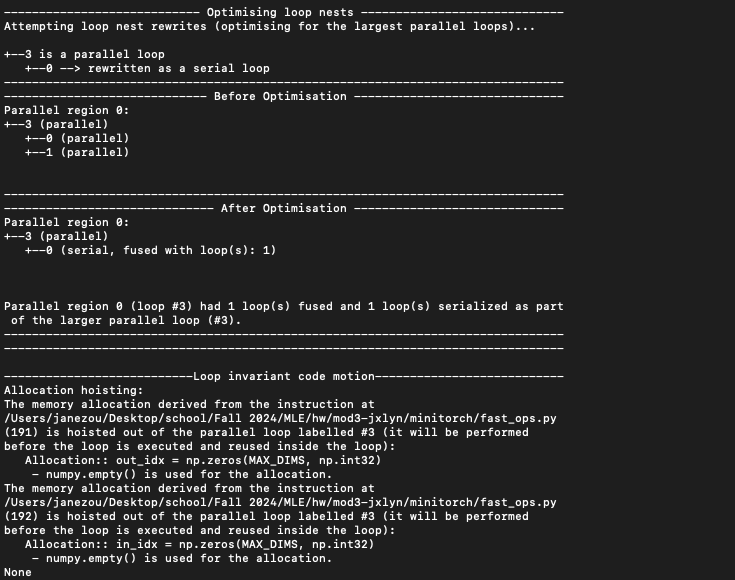 ---------------------------- Optimising loop nests -----------------------------
Attempting loop nest rewrites (optimising for the largest parallel loops)...
+--3 is a parallel loop
   +--0 --> rewritten as a serial loop
--------------------------------------------------------------------------------
----------------------------- Before Optimisation ------------------------------
Parallel region 0:
+--3 (parallel)
   +--0 (parallel)
   +--1 (parallel)
--------------------------------------------------------------------------------
------------------------------ After Optimisation ------------------------------
Parallel region 0:
+--3 (parallel)
   +--0 (serial, fused with loop(s): 1)
Parallel region 0 (loop #3) had 1 loop(s) fused and 1 loop(s) serialized as part
 of the larger parallel loop (#3).
--------------------------------------------------------------------------------
--------------------------------------------------------------------------------
---------------------------Loop invariant code motion---------------------------
Allocation hoisting:
The memory allocation derived from the instruction at
/Users/janezou/Desktop/school/Fall 2024/MLE/hw/mod3-jxlyn/minitorch/fast_ops.py
(191) is hoisted out of the parallel loop labelled #3 (it will be performed
before the loop is executed and reused inside the loop):
   Allocation:: out_idx = np.zeros(MAX_DIMS, np.int32)
    - numpy.empty() is used for the allocation.
The memory allocation derived from the instruction at
/Users/janezou/Desktop/school/Fall 2024/MLE/hw/mod3-jxlyn/minitorch/fast_ops.py
(192) is hoisted out of the parallel loop labelled #3 (it will be performed
before the loop is executed and reused inside the loop):
   Allocation:: in_idx = np.zeros(MAX_DIMS, np.int32)
    - numpy.empty() is used for the allocation.
None